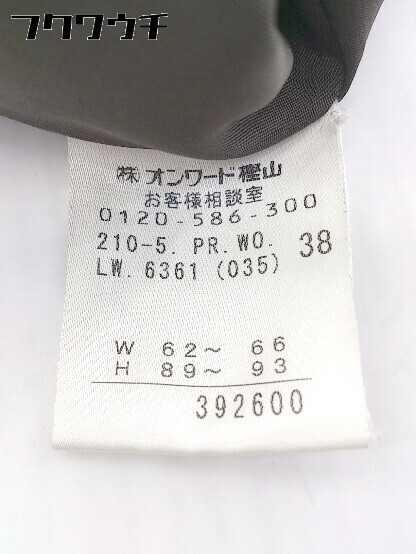 フクワウチ
㈱オンワード樫山
お客様相談室
0120-586-300
210-5. PR. WO. 38
LW. 6361 (035)
W 62～ 66
H 89～ 93
392600